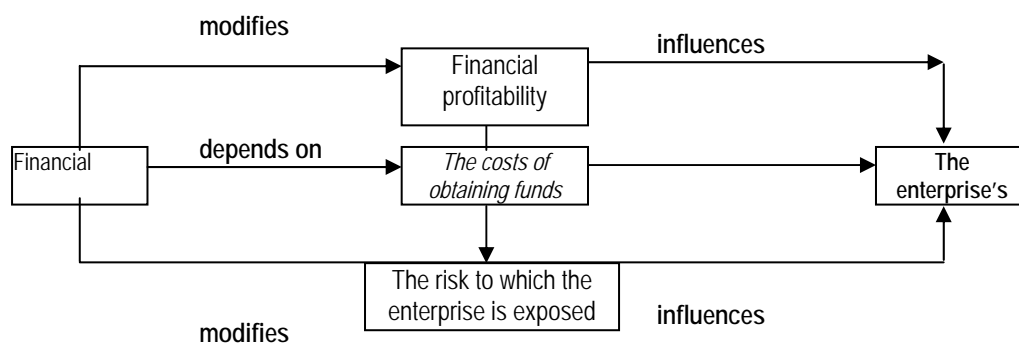 modifies
influences
Financial
profitability
depends on
Financial
The costs of
obtaining funds
The
enterprise's
The risk to which the
enterprise is exposed
influences
modifies